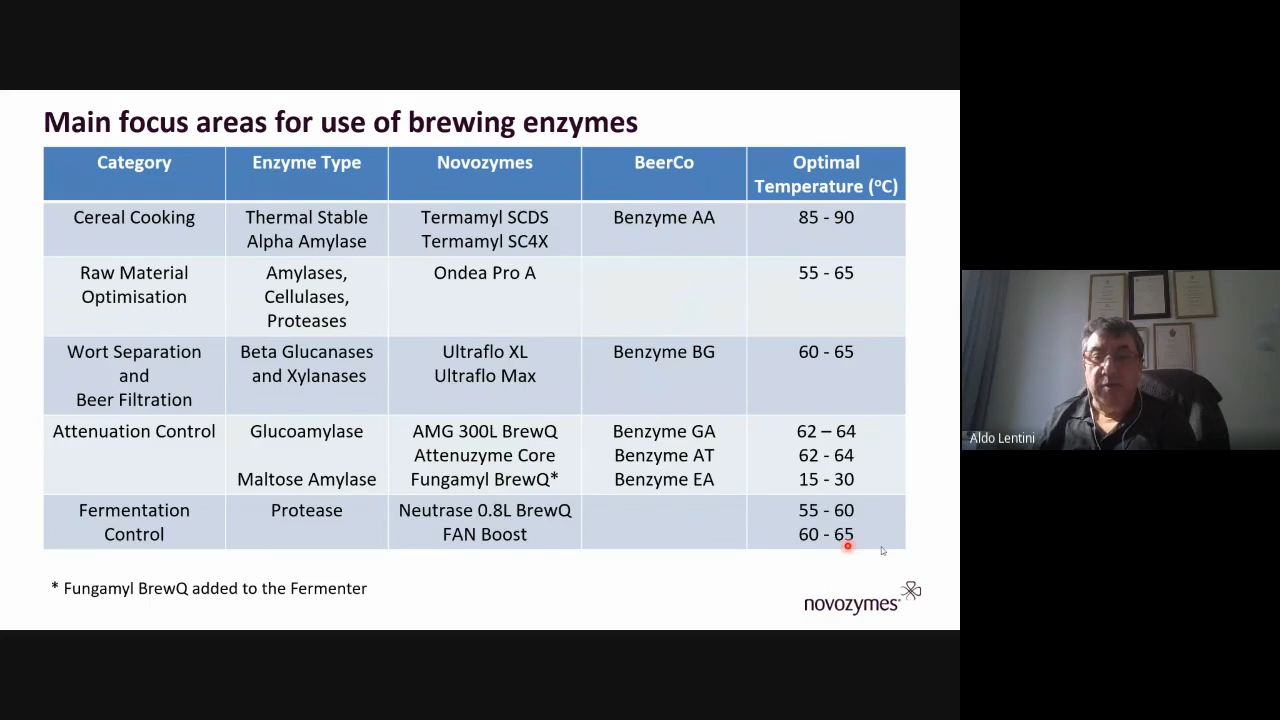 Main focus areas for use of brewing enzymes
Category Enzyme Type Novozymes BeerCo Optimal
Temperature (ºC)
Cereal Cooking Thermal Stable Termamyl SCDS Benzyme AA 85 - 90
Alpha Amylase Termamyl SC4X
Raw Material Amylases, Ondea Pro A 55 - 65
Optimisation Cellulases,
Proteases
Wort Separation Beta Glucanases Ultraflo XL Benzyme BG 60 - 65
and and Xylanases Ultraflo Max
Beer Filtration
Attenuation Control Glucoamylase AMG 300L BrewQ Benzyme GA 62 – 64
Attenuzyme Core Benzyme AT 62 - 64
Maltose Amylase Fungamyl BrewQ* Benzyme EA 15 - 30
Fermentation Protease Neutrase 0.8L BrewQ 55 - 60
Control FAN Boost 60 - 65
* Fungamyl BrewQ added to the Fermenter
novozymes
Aldo Lentini